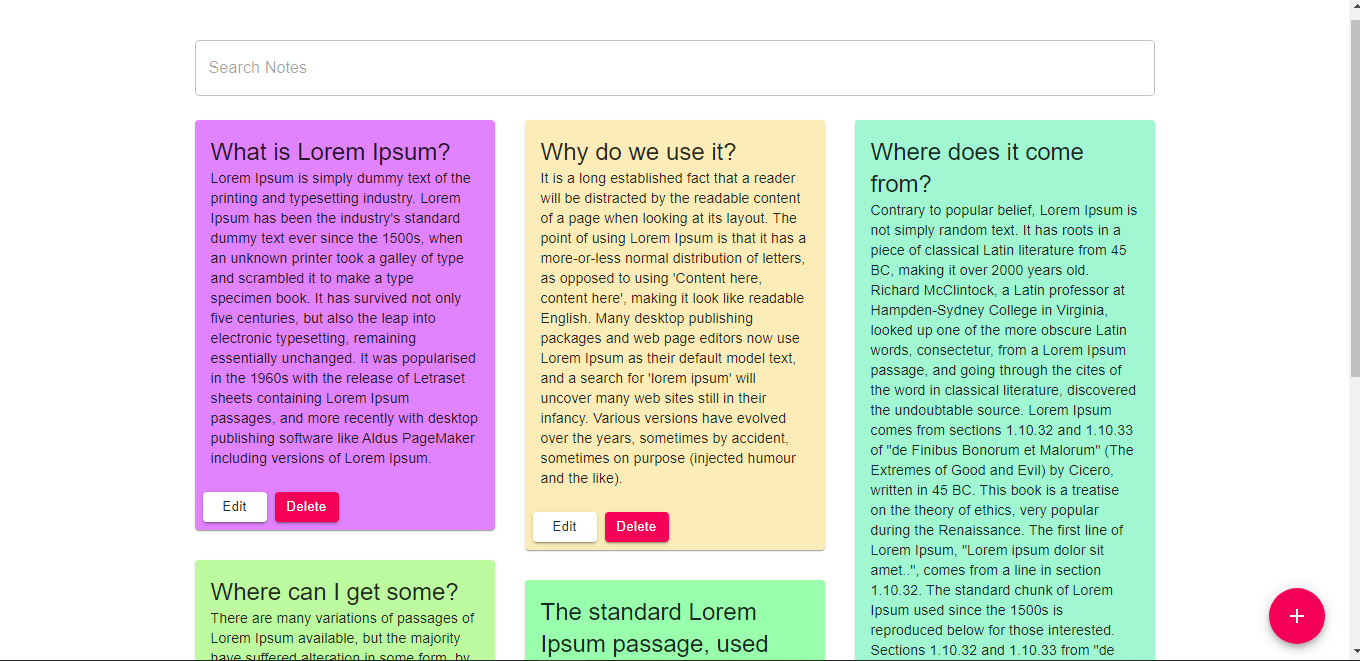 Search Notes
What is Lorem Ipsum?
Lorem Ipsum is simply dummy text of the
printing and typesetting industry. Lorem
Ipsum has been the industry's standard
dummy text ever since the 1500s, when
an unknown printer took a galley of type
and scrambled it to make a type
specimen book. It has survived not only
five centuries, but also the leap into
electronic typesetting, remaining
essentially unchanged. It was popularised
in the 1960s with the release of Letraset
sheets containing Lorem Ipsum
passages, and more recently with desktop
publishing software like Aldus PageMaker
including versions of Lorem Ipsum.
Edit
Delete
Why do we use it?
It is a long established fact that a reader
will be distracted by the readable content
of a page when looking at its layout. The
point of using Lorem Ipsum is that it has a
more-or-less normal distribution of letters,
as opposed to using 'Content here,
content here', making it look like readable
English. Many desktop publishing
packages and web page editors now use
Lorem Ipsum as their default model text,
and a search for 'lorem ipsum' will
uncover many web sites still in their
infancy. Various versions have evolved
over the years, sometimes by accident,
sometimes on purpose (injected humour
and the like).
Edit
Delete
Where does it come
from?
Contrary to popular belief, Lorem Ipsum is
not simply random text. It has roots in a
piece of classical Latin literature from 45
BC, making it over 2000 years old.
Richard McClintock, a Latin professor at
Hampden-Sydney College in Virginia,
looked up one of the more obscure Latin
words, consectetur, from a Lorem Ipsum
passage, and going through the cites of
the word in classical literature, discovered
the undoubtable source. Lorem Ipsum
comes from sections 1.10.32 and 1.10.33
of "de Finibus Bonorum et Malorum" (The
Extremes of Good and Evil) by Cicero,
written in 45 BC. This book is a treatise
on the theory of ethics, very popular
during the Renaissance. The first line of
Lorem Ipsum, "Lorem ipsum dolor sit
amet..", comes from a line in section
1.10.32. The standard chunk of Lorem
Ipsum used since the 1500s is
reproduced below for those interested.
Sections 1.10.32 and 1.10.33 from "de
Where can I get some?
There are many variations of passages of
Lorem Ipsum available, but the majority
have suffered alteration in some form, by
The standard Lorem
Ipsum passage, used
+